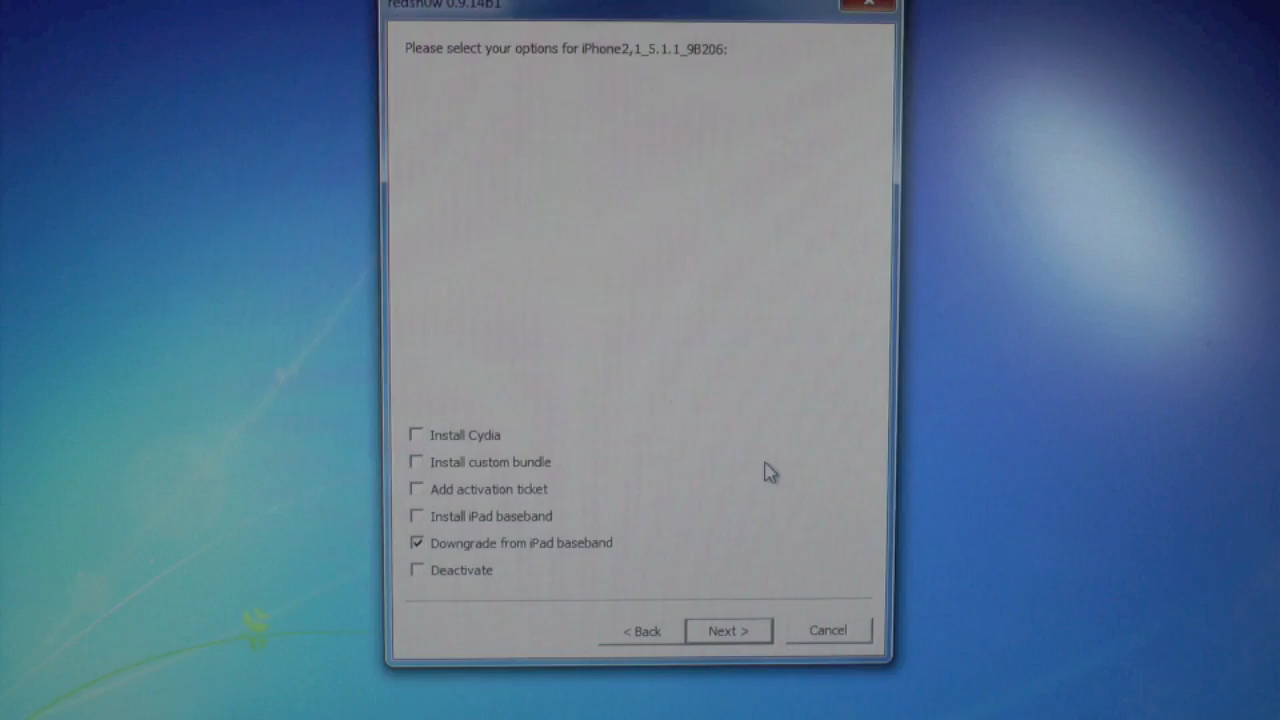 redsn0w 0.9.14b1
Please select your options for iPhone2,1_5.1.1_9B206:
Install Cydia
Install custom bundle
Add activation ticket
Install iPad baseband
Downgrade from iPad baseband
Deactivate
< Back Next > Cancel